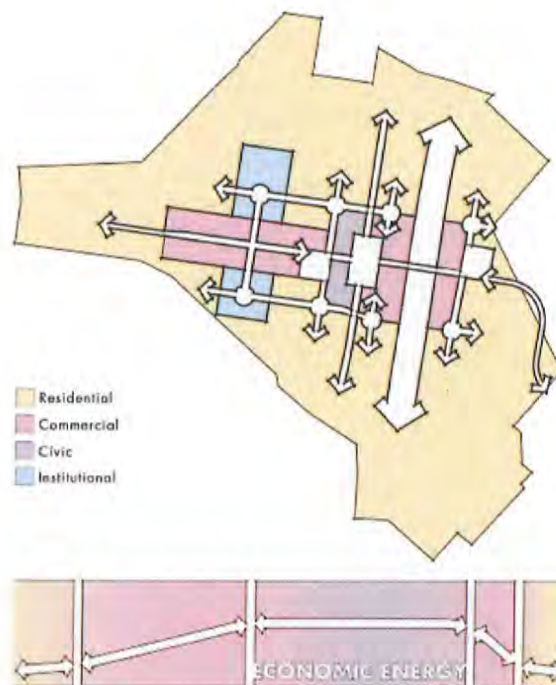 Residential
Commercial
Civic
Institutional
ECONOMIC ENERGY